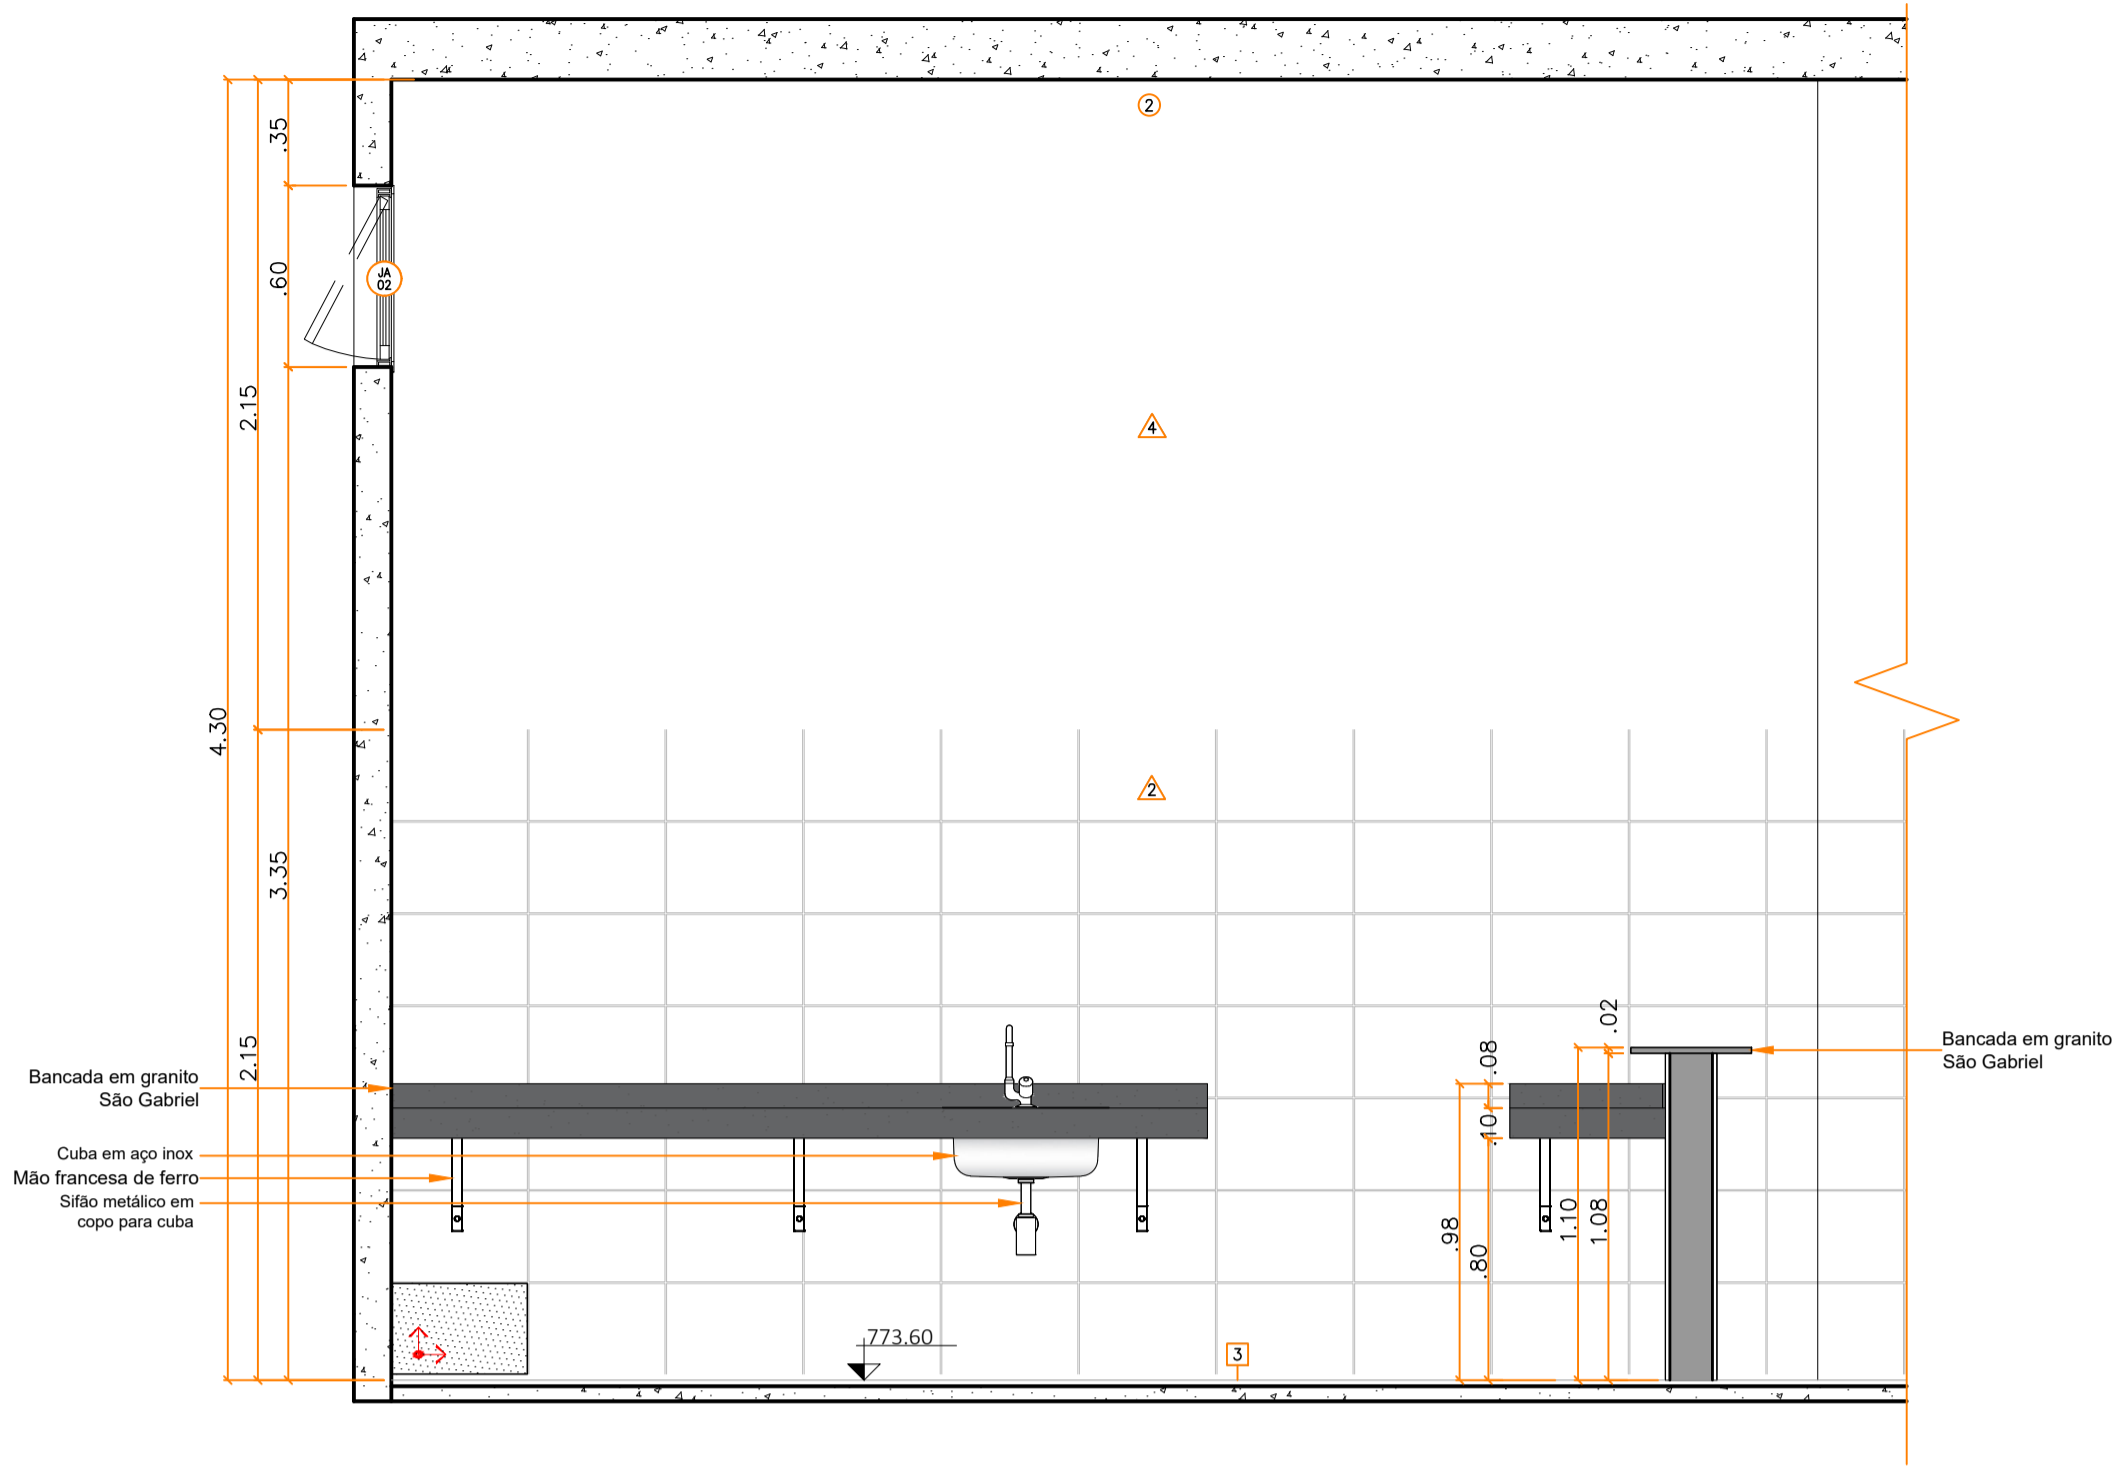 2
.35
JA
02
.60
2.15
4
4.30
2
3.35
.02
2.15
.08
Bancada em granito
São Gabriel
Bancada em granito
São Gabriel
.10
Cuba em aço inox
Mão francesa de ferro
Sifão metálico em
copo para cuba
.98
.80
1.10
1.08
773.60
3